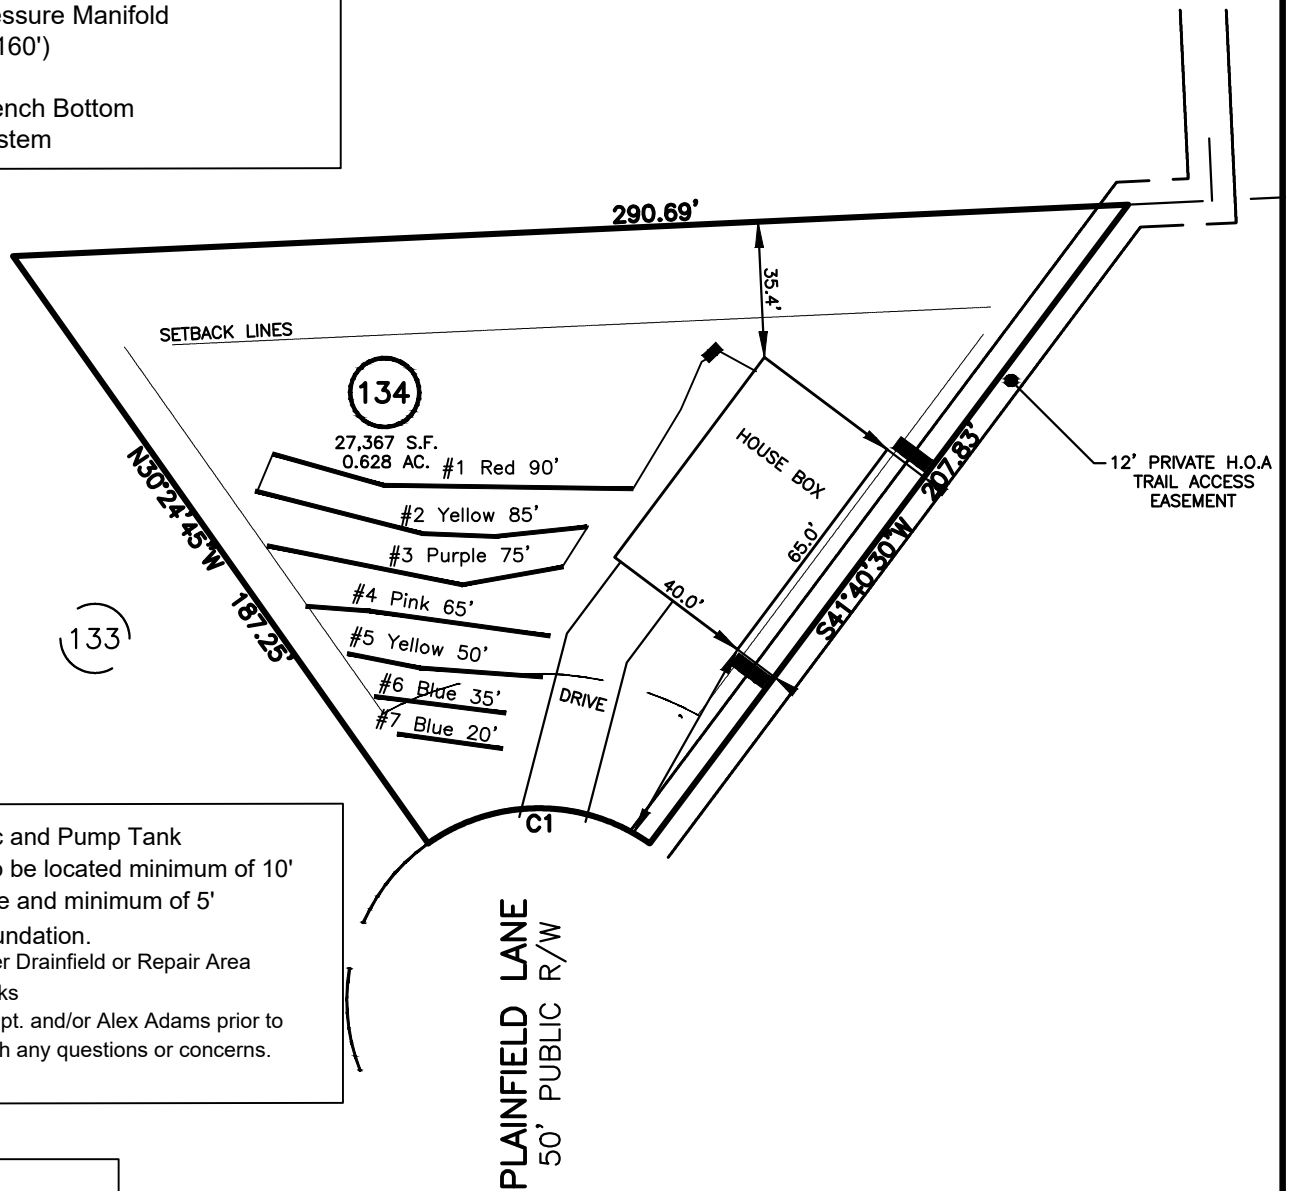 essure Manifold
160')
ench Bottom
stem
290.69'
35.4'
SETBACK LINES
134
27,367 S.F.
0.628 AC.
#1 Red 90'
#2 Yellow 85'
#3 Purple 75'
#4 Pink 65'
#5 Yellow 50'
#6 Blue 35'
#7 Blue 20'
HOUSE BOX
65.0'
40.0'
DRIVE
207.83'
S41°40'30"W
12' PRIVATE H.O.A
TRAIL ACCESS
EASEMENT
N30°24'45"W
187.25'
133
C1
c and Pump Tank
o be located minimum of 10'
e and minimum of 5'
undation.
er Drainfield or Repair Area
ks
pt. and/or Alex Adams prior to
h any questions or concerns.
PLAINFIELD LANE
50' PUBLIC R/W